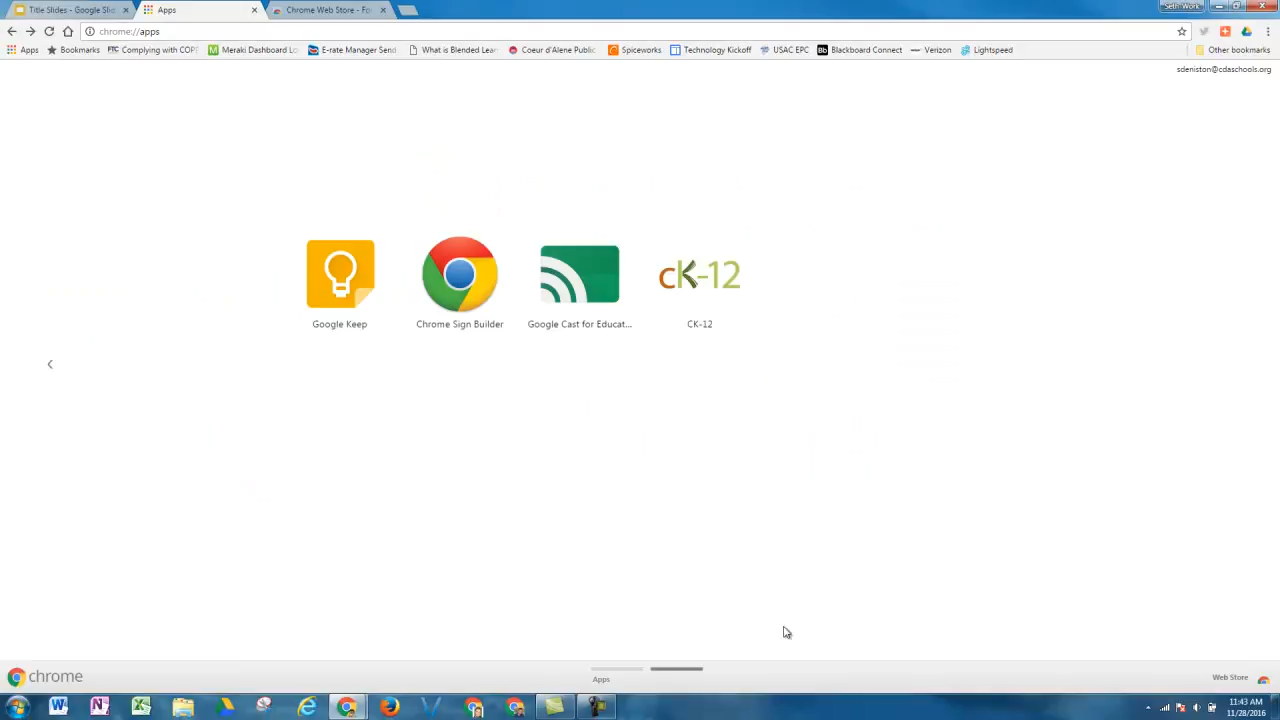 Title Slides - Google Slid
Apps
Chrome Web Store - Fo
Seth-Work
chrome://apps
Apps
Bookmarks
Complying with COPP
Meraki Dashboard Lo
E-rate Manager Send
What is Blended Lear
Coeur d'Alene Public
Spiceworks
Technology Kickoff
USAC EPC
Bb Blackboard Connect
Verizon
Lightspeed
Other bookmarks
sdeniston@cdaschools.org
cK-12
Google Keep
Chrome Sign Builder
Google Cast for Educat...
CK-12
chrome
Apps
Web Store
11:43 AM
11/28/2016